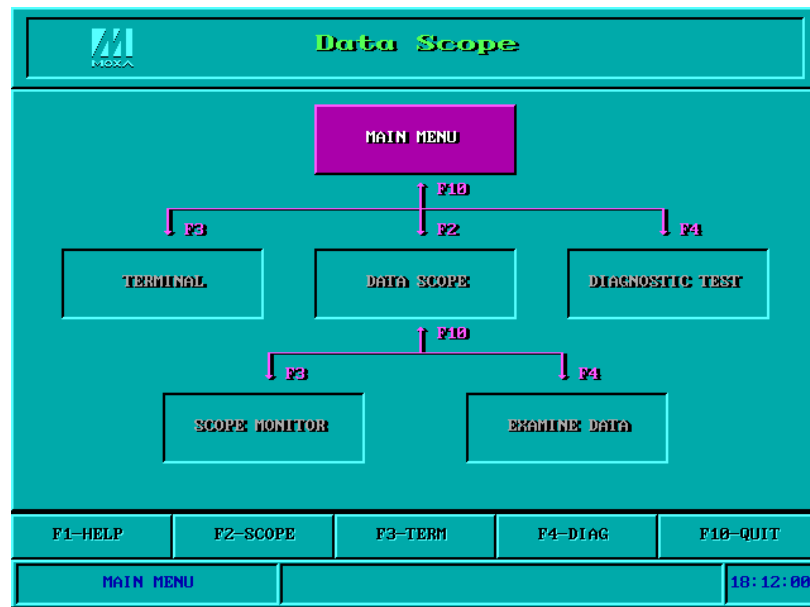 MOXA
Data Scope
MAIN MENU
F10
F3 F2 F4
TERMINAL DATA SCOPE DIAGNOSTIC TEST
F10
F3 F4
SCOPE MONITOR EXAMINE DATA
F1-HELP F2-SCOPE F3-TERM F4-DIAG F10-QUIT
MAIN MENU 18:12:00